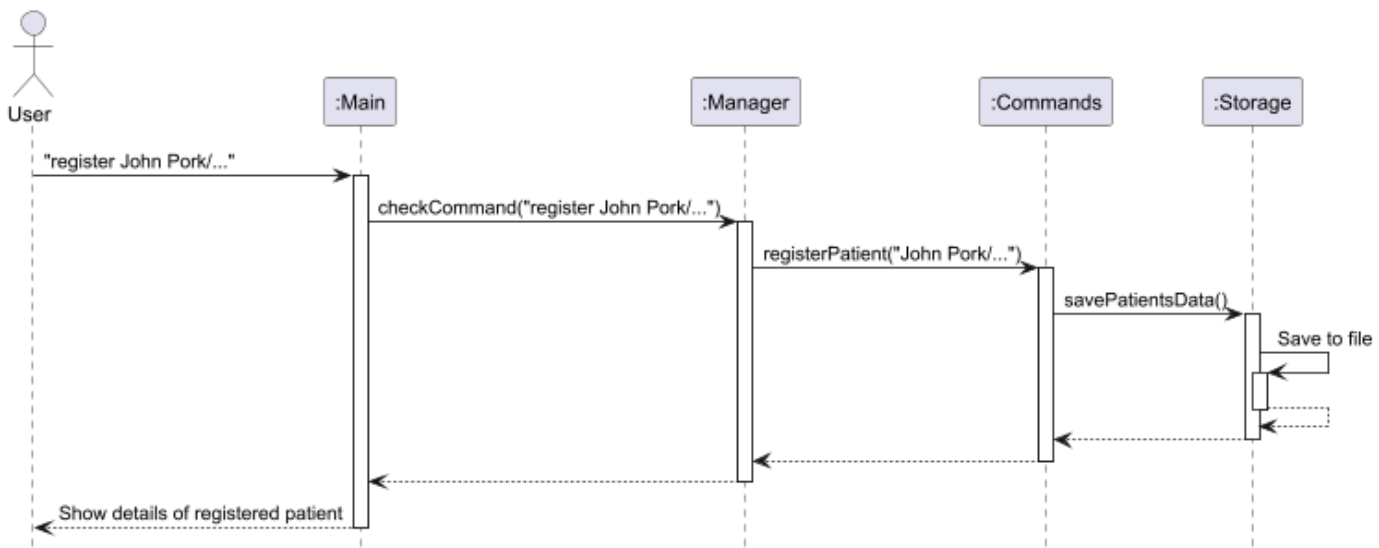 User
:Main
:Manager
:Commands
:Storage
"register John Pork/..."
checkCommand("register John Pork/...")
registerPatient("John Pork/...")
savePatientsData()
Save to file
Show details of registered patient